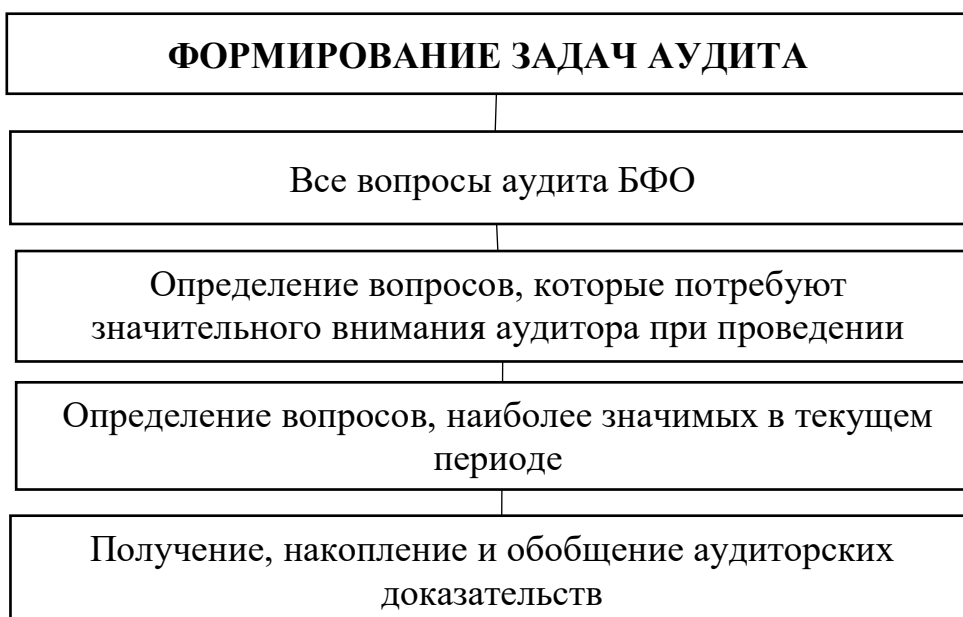 ФОРМИРОВАНИЕ ЗАДАЧ АУДИТА
Все вопросы аудита БФО
Определение вопросов, которые потребуют
значительного внимания аудитора при проведении
Определение вопросов, наиболее значимых в текущем
периоде
Получение, накопление и обобщение аудиторских
доказательств